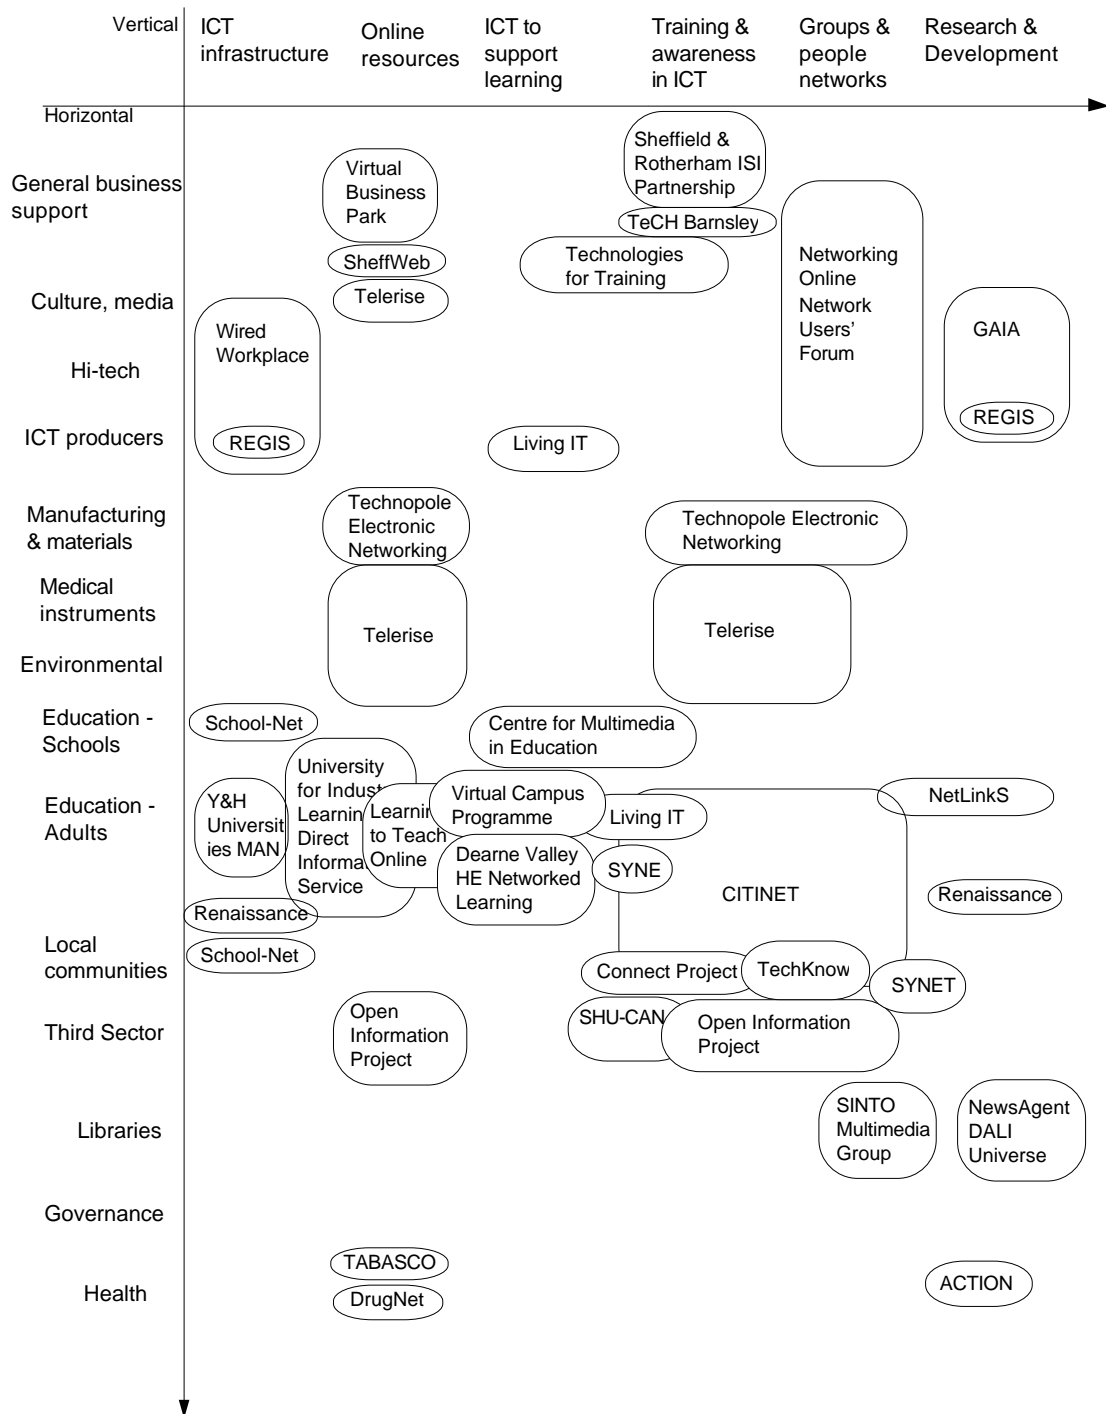 Vertical
ICT
infrastructure
Online
resources
ICT to
support
learning
Training &
awareness
in ICT
Groups &
people
networks
Research &
Development
Horizontal
General business
support
Virtual
Business
Park
Sheffield &
Rotherham ISI
Partnership
TeCH Barnsley
SheffWeb
Technologies
for Training
Networking
Online
Network
Users’
Forum
Culture, media
Telerise
Wired
Workplace
GAIA
Hi-tech
ICT producers
REGIS
Living IT
REGIS
Manufacturing
& materials
Technopole
Electronic
Networking
Technopole Electronic
Networking
Medical
instruments
Telerise
Telerise
Environmental
Education -
Schools
School-Net
Centre for Multimedia
in Education
Education -
Adults
Y&H
Universit
ies MAN
University
for Indust
Learnin
Direct
Informa
Service
Learnin
to Teach
Online
Virtual Campus
Programme
Living IT
NetLinkS
Dearne Valley
HE Networked
Learning
SYNE
CITINET
Renaissance
Renaissance
Local
communities
School-Net
Connect Project
TechKnow
SYNET
Third Sector
Open
Information
Project
SHU-CAN
Open Information
Project
Libraries
SINTO
Multimedia
Group
NewsAgent
DALI
Universe
Governance
Health
TABASCO
DrugNet
ACTION